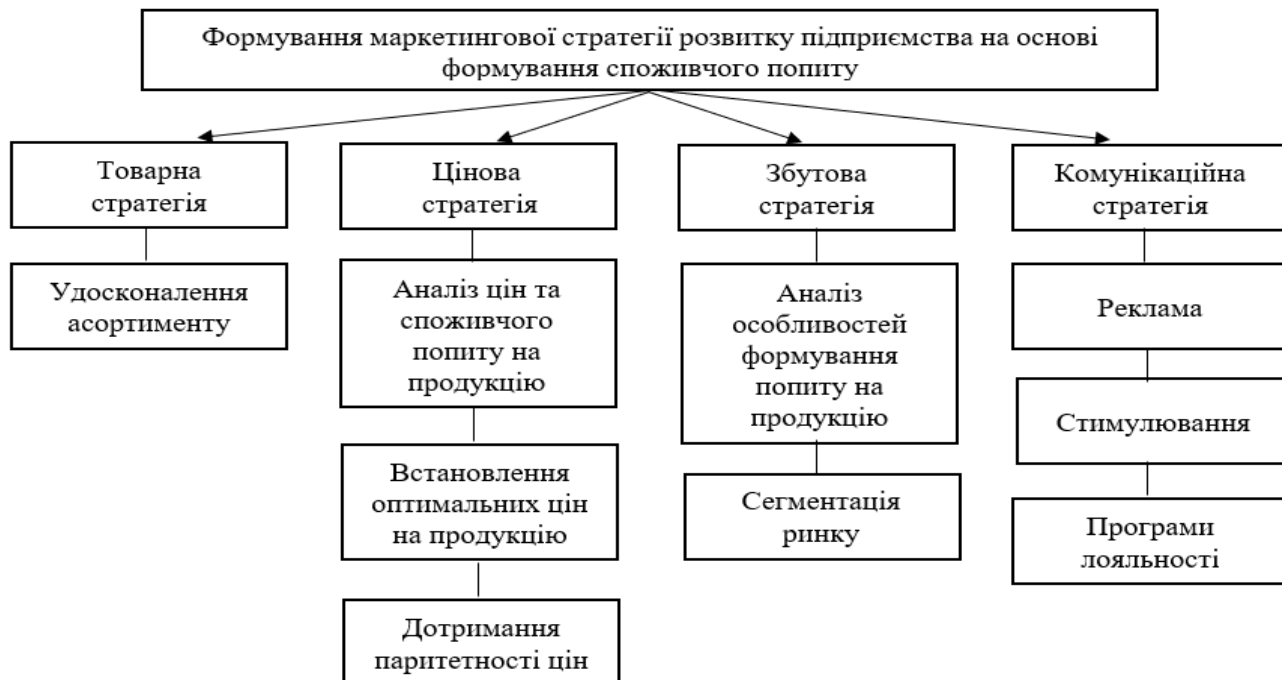 Формування маркетингової стратегії розвитку підприємства на основі
формування споживчого попиту
Товарна
стратегія
Цінова
стратегія
Збутова
стратегія
Комунікаційна
стратегія
Удосконалення
асортименту
Аналіз цін та
споживчого
попиту на
продукцію
Аналіз
особливостей
формування
попиту на
продукцію
Реклама
Стимулювання
Встановлення
оптимальних цін
на продукцію
Сегментація
ринку
Програми
лояльності
Дотримання
паритетності цін